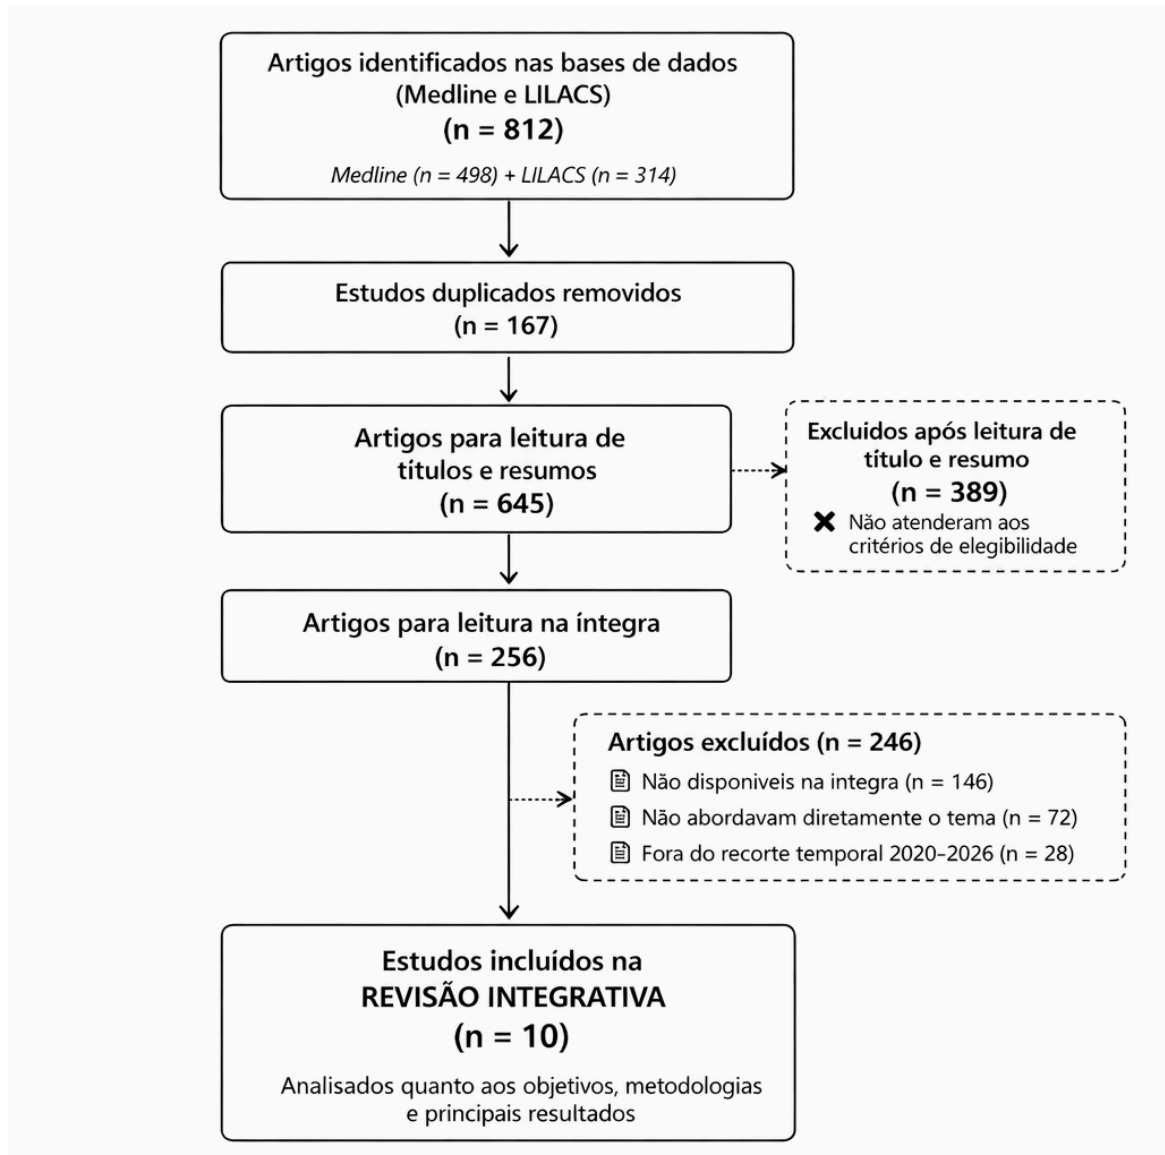 Artigos identificados nas bases de dados
(Medline e LILACS)
(n = 812)
Medline (n = 498) + LILACS (n = 314)
Estudos duplicados removidos
(n = 167)
Artigos para leitura de
títulos e resumos
(n = 645)
Excluídos após leitura de
título e resumo
(n = 389)
Não atenderam aos
critérios de elegibilidade
Artigos para leitura na íntegra
(n = 256)
Artigos excluídos (n = 246)
Não disponiveis na integra (n = 146)
Não abordavam diretamente o tema (n = 72)
Fora do recorte temporal 2020–2026 (n = 28)
Estudos incluídos na
REVISÃO INTEGRATIVA
(n = 10)
Analisados quanto aos objetivos, metodologias
e principais resultados